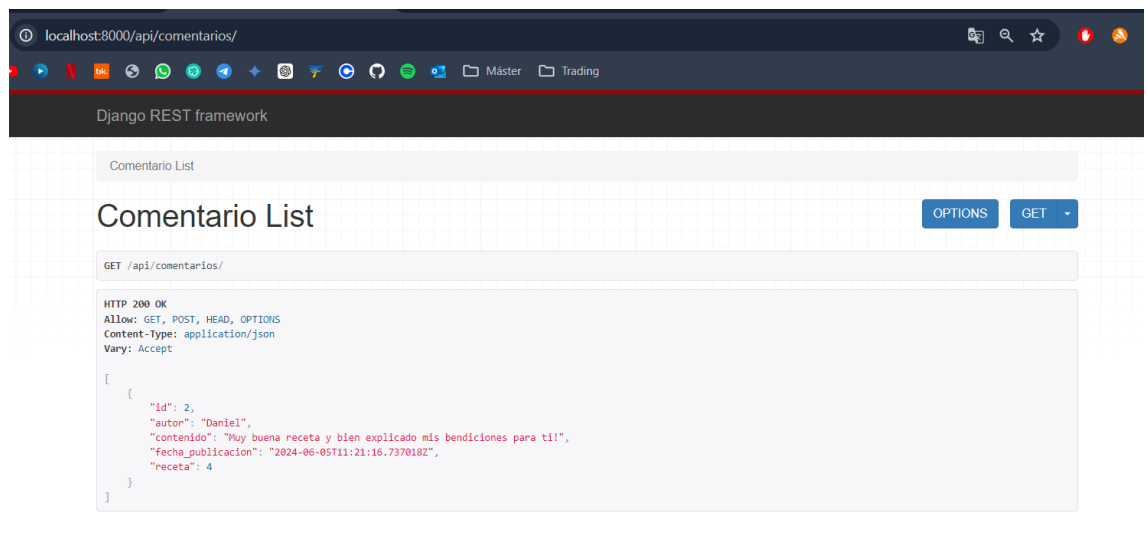 localhost:8000/api/comentarios/
bk
Máster
Trading
Django REST framework
Comentario List
Comentario List
OPTIONS
GET
GET /api/comentarios/
HTTP 200 OK
Allow: GET, POST, HEAD, OPTIONS
Content-Type: application/json
Vary: Accept
[
    {
        "id": 2,
        "autor": "Daniel",
        "contenido": "Muy buena receta y bien explicado mis bendiciones para ti!",
        "fecha_publicacion": "2024-06-05T11:21:16.737018Z",
        "receta": 4
    }
]